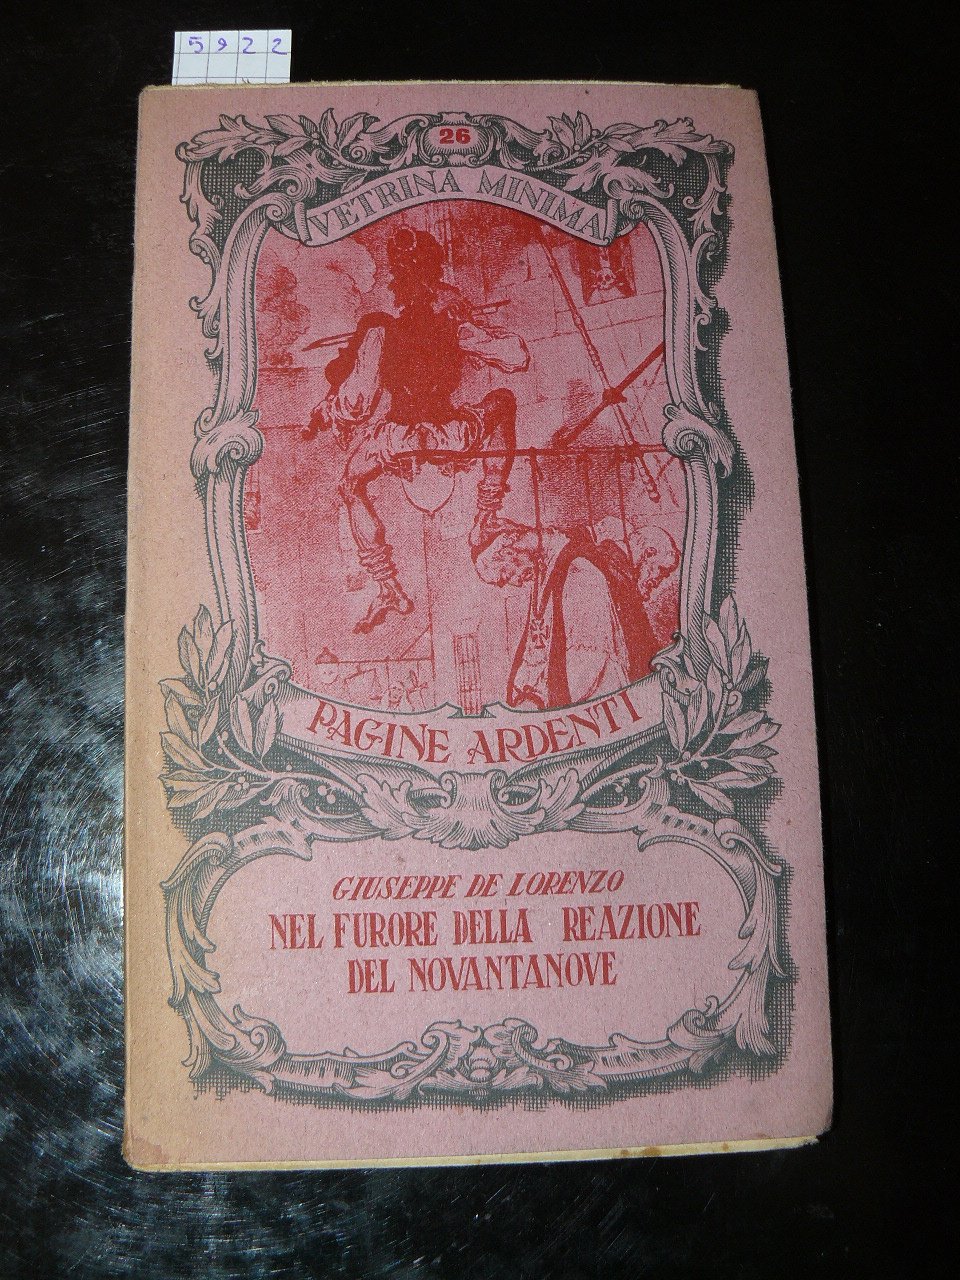 5922
26
VETRINA MINIMA
PAGINE ARDENTI
GIUSEPPE DE LORENZO
NEL FURORE DELLA REAZIONE
DEL NOVANTANOVE